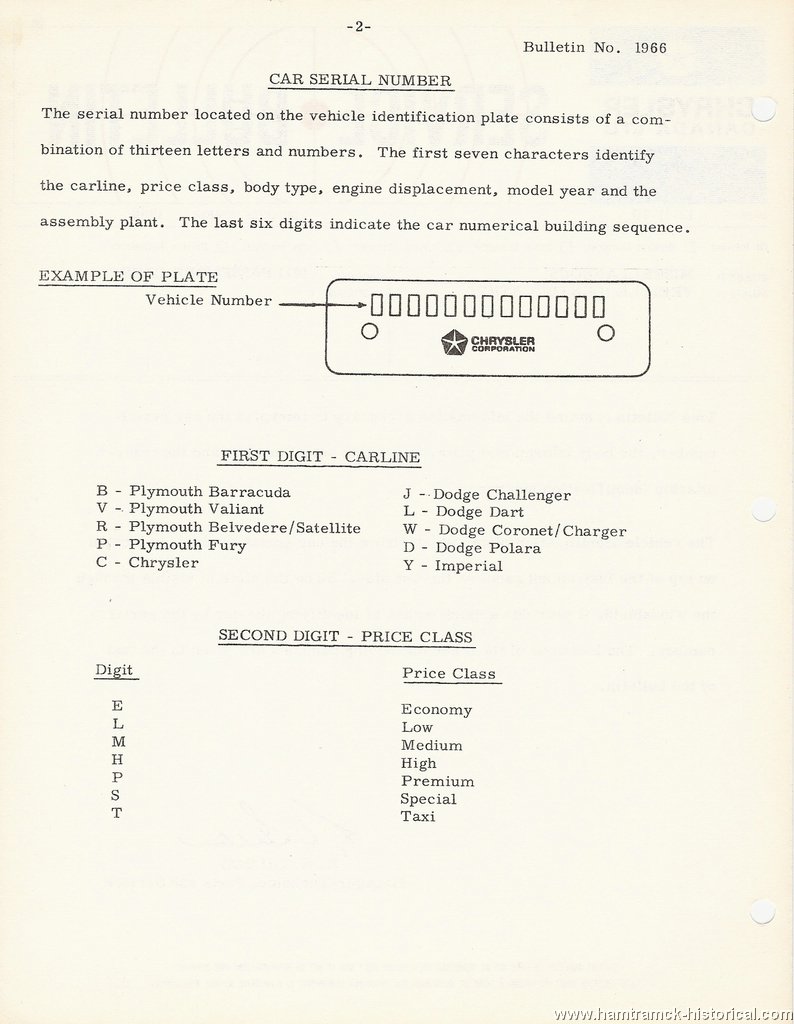 -2-
Bulletin No. 1966
CAR SERIAL NUMBER
The serial number located on the vehicle identification plate consists of a com-
bination of thirteen letters and numbers. The first seven characters identify
the carline, price class, body type, engine displacement, model year and the
assembly plant. The last six digits indicate the car numerical building sequence.
EXAMPLE OF PLATE
Vehicle Number
CHRYSLER
CORPORATION
FIRST DIGIT - CARLINE
B - Plymouth Barracuda
V - Plymouth Valiant
R - Plymouth Belvedere/Satellite
P - Plymouth Fury
C - Chrysler
J - Dodge Challenger
L - Dodge Dart
W - Dodge Coronet/Charger
D - Dodge Polara
Y - Imperial
SECOND DIGIT - PRICE CLASS
Digit Price Class
E Economy
L Low
M Medium
H High
P Premium
S Special
T Taxi
www.hamtramck-historical.com